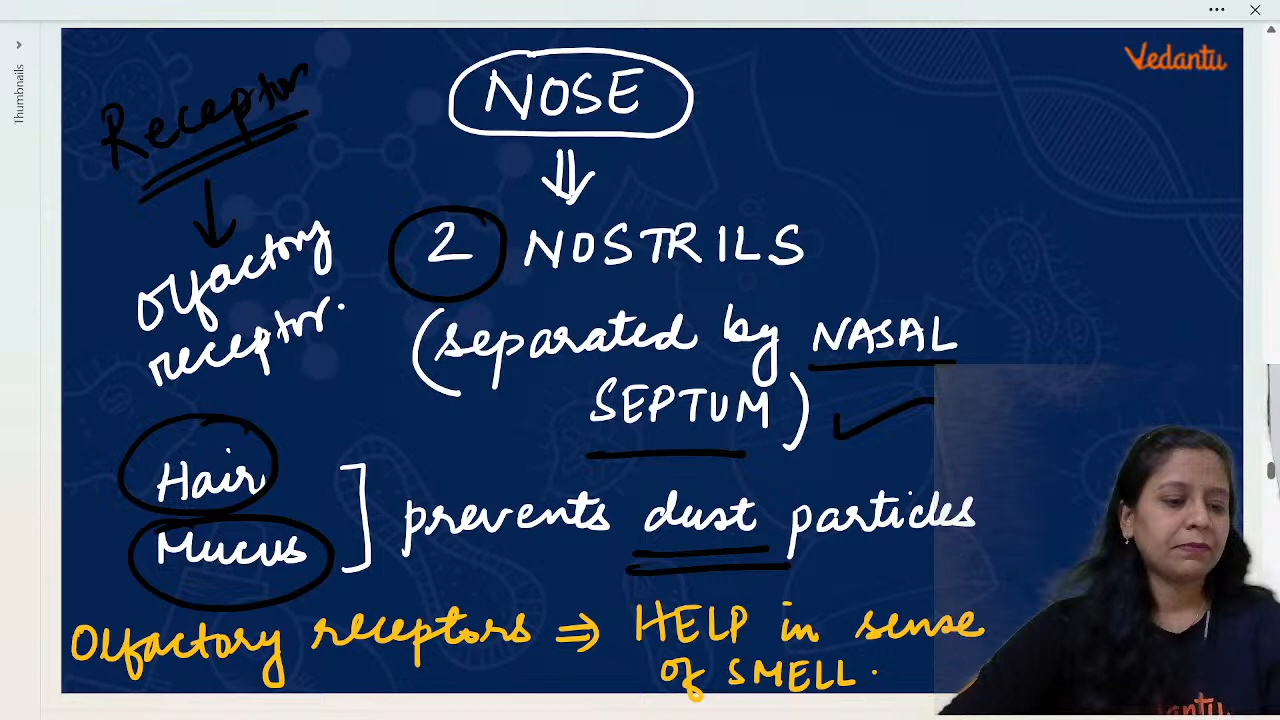 Thumbnails
Vedantu
Receptor
NOSE
2 NOSTRILS
Olfactory
receptor.
(separated by NASAL
SEPTUM)
Hair
Mucus
prevents dust particles
Olfactory receptors ⇒ HELP in sense
of SMELL.
Vedantu